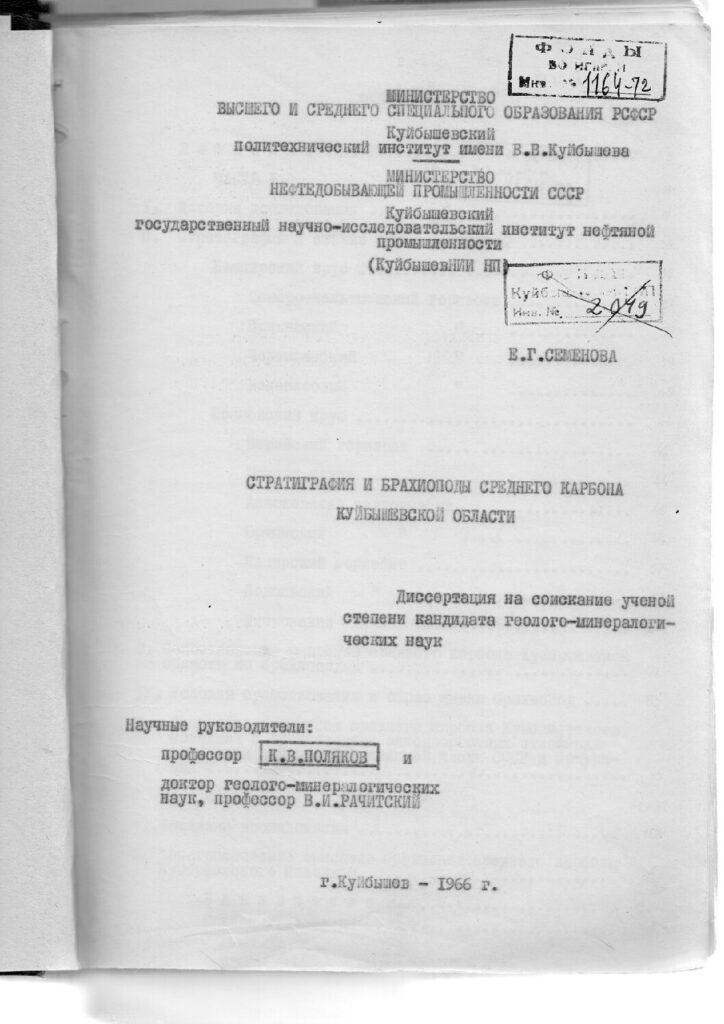 ФОНДЫ
ВО ИГиРГИ
Инв. № 1164-72
МИНИСТЕРСТВО
ВЫСШЕГО И СРЕДНЕГО СПЕЦИАЛЬНОГО ОБРАЗОВАНИЯ РСФСР
Куйбышевский
политехнический институт имени В.В.Куйбышева
МИНИСТЕРСТВО
НЕФТЕДОБЫВАЮЩЕЙ ПРОМЫШЛЕННОСТИ СССР
Куйбышевский
государственный научно-исследовательский институт нефтяной
промышленности
(КуйбышевНИИ НП)
Инв. № 2049
Е.Г.СЕМЕНОВА
СТРАТИГРАФИЯ И БРАХИОПОДЫ СРЕДНЕГО КАРБОНА
КУЙБЫШЕВСКОЙ ОБЛАСТИ
Диссертация на соискание ученой
степени кандидата геолого-минералоги-
ческих наук
Научные руководители:
профессор К.В.ПОЛЯКОВ и
доктор геолого-минералогических
наук, профессор В.И.РАЧИТСКИЙ
г.Куйбышев - 1966 г.